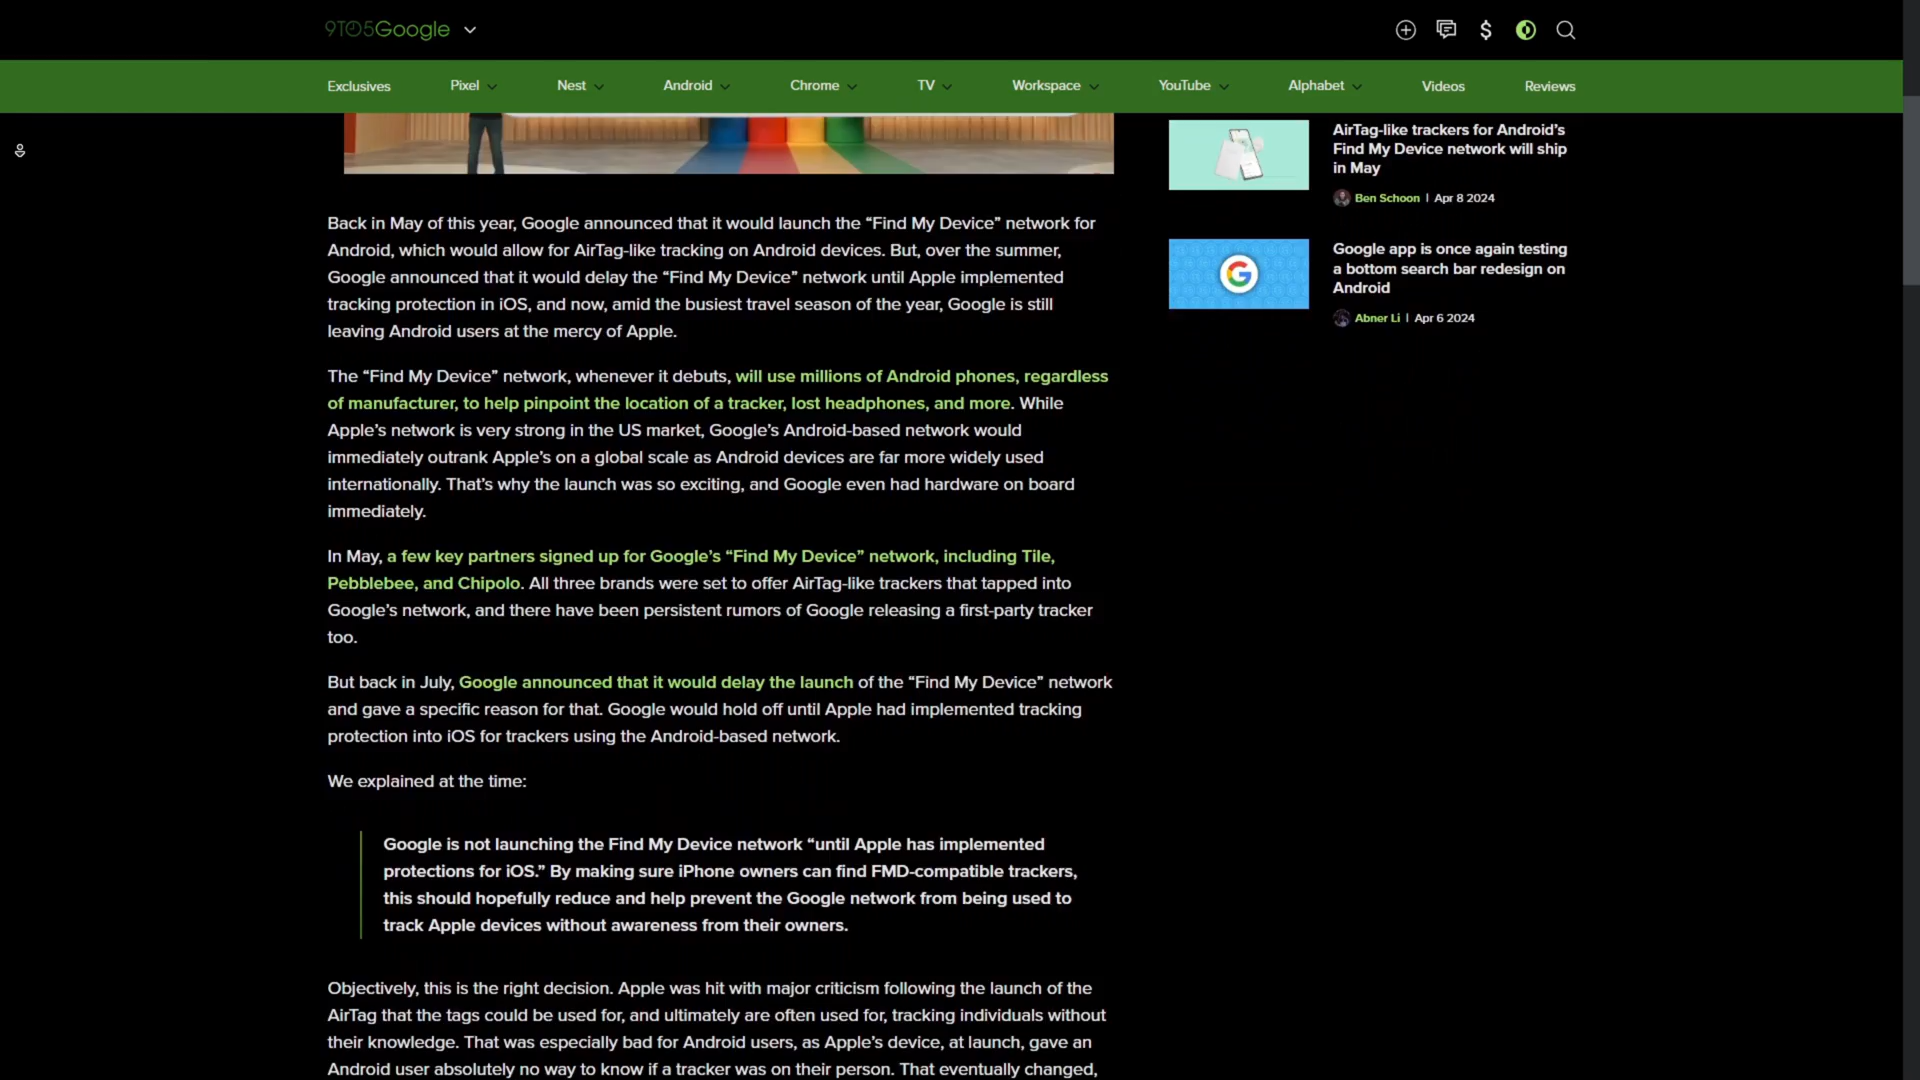 9TO5Google
Exclusives
Pixel
Nest
Android
Chrome
TV
Workspace
YouTube
Alphabet
Videos
Reviews
Back in May of this year, Google announced that it would launch the “Find My Device” network for
Android, which would allow for AirTag-like tracking on Android devices. But, over the summer,
Google announced that it would delay the “Find My Device” network until Apple implemented
tracking protection in iOS, and now, amid the busiest travel season of the year, Google is still
leaving Android users at the mercy of Apple.
The “Find My Device” network, whenever it debuts, will use millions of Android phones, regardless
of manufacturer, to help pinpoint the location of a tracker, lost headphones, and more. While
Apple’s network is very strong in the US market, Google’s Android-based network would
immediately outrank Apple’s on a global scale as Android devices are far more widely used
internationally. That’s why the launch was so exciting, and Google even had hardware on board
immediately.
In May, a few key partners signed up for Google’s “Find My Device” network, including Tile,
Pebblebee, and Chipolo. All three brands were set to offer AirTag-like trackers that tapped into
Google’s network, and there have been persistent rumors of Google releasing a first-party tracker
too.
But back in July, Google announced that it would delay the launch of the “Find My Device” network
and gave a specific reason for that. Google would hold off until Apple had implemented tracking
protection into iOS for trackers using the Android-based network.
We explained at the time:
Google is not launching the Find My Device network “until Apple has implemented
protections for iOS.” By making sure iPhone owners can find FMD-compatible trackers,
this should hopefully reduce and help prevent the Google network from being used to
track Apple devices without awareness from their owners.
Objectively, this is the right decision. Apple was hit with major criticism following the launch of the
AirTag that the tags could be used for, and ultimately are often used for, tracking individuals without
their knowledge. That was especially bad for Android users, as Apple’s device, at launch, gave an
Android user absolutely no way to know if a tracker was on their person. That eventually changed,
AirTag-like trackers for Android’s
Find My Device network will ship
in May
Ben Schoon | Apr 8 2024
Google app is once again testing
a bottom search bar redesign on
Android
Abner Li | Apr 6 2024